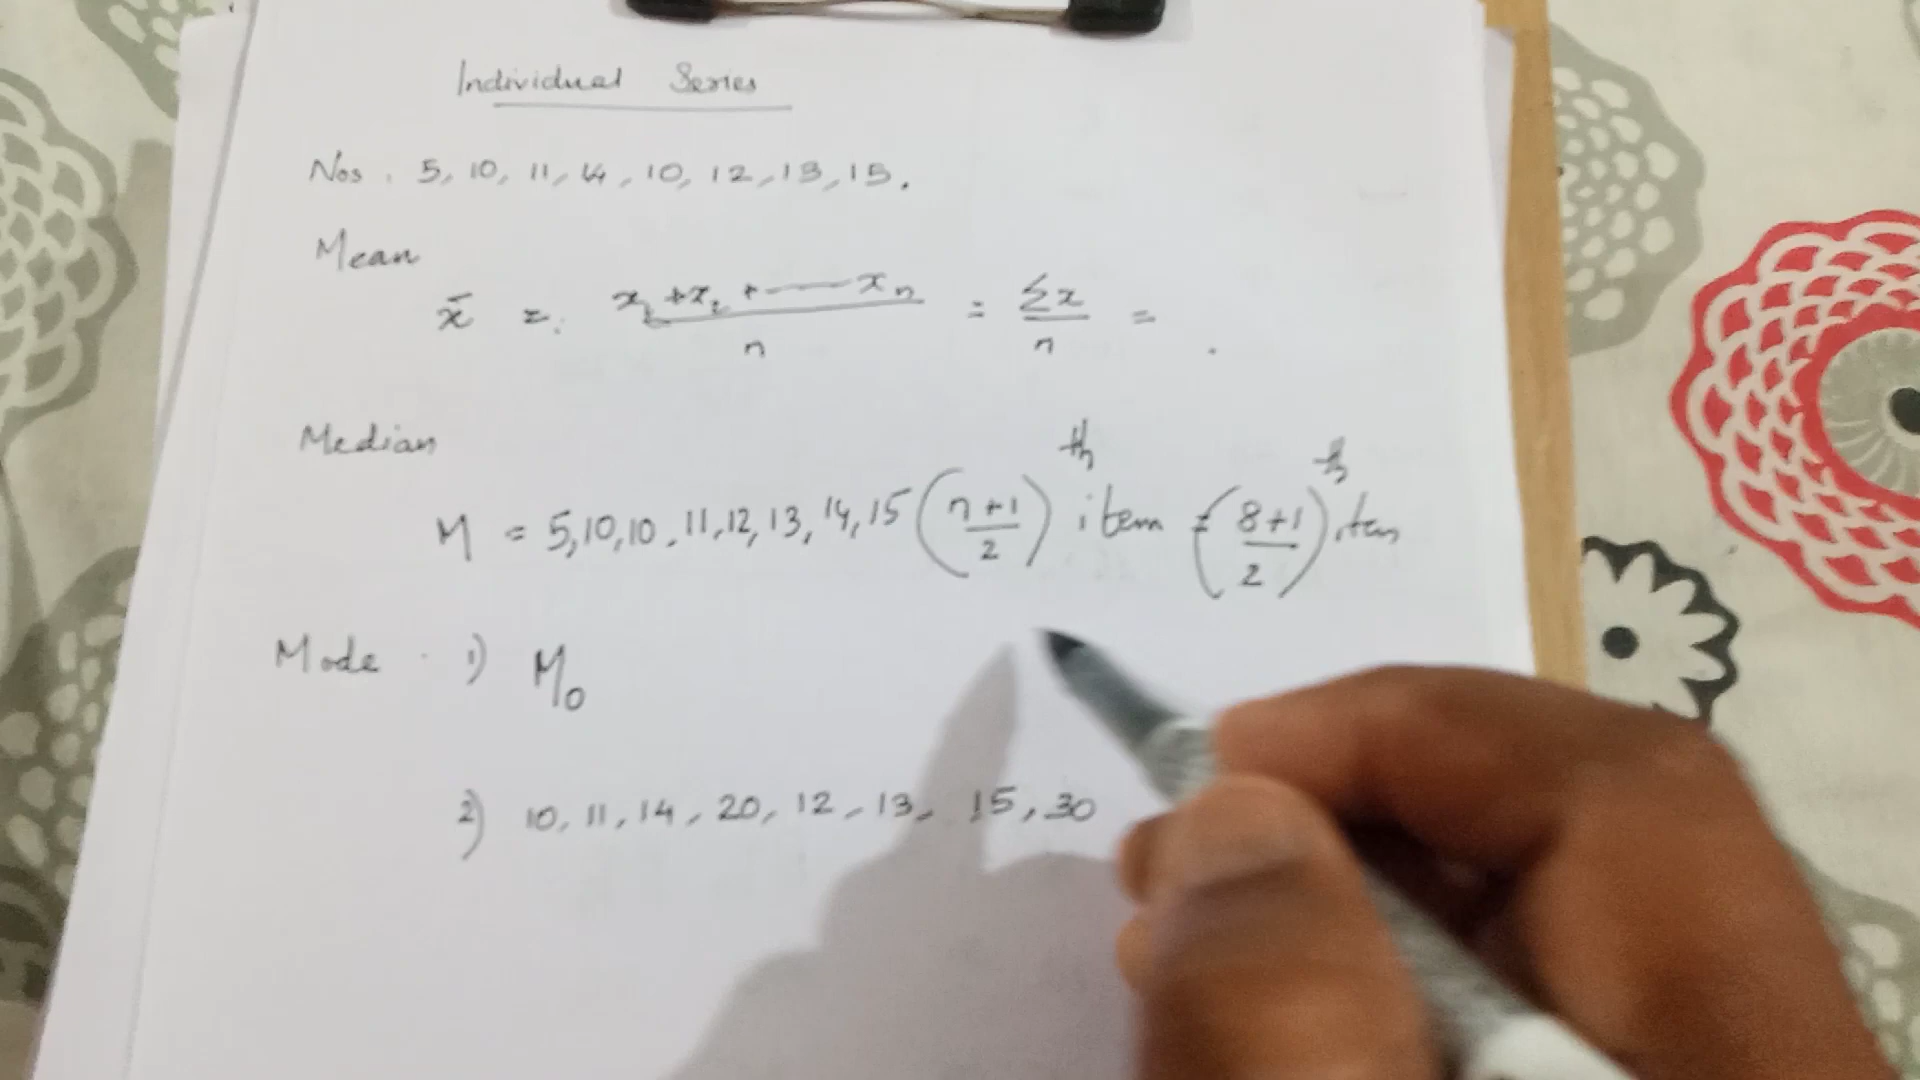 Individual Series
Nos. 5, 10, 11, 14, 10, 12, 13, 15.
Mean
x̄ = x₁ + x₂ + —— xₙ / n = Σx / n =
Median
M = 5, 10, 10, 11, 12, 13, 14, 15 (n+1 / 2)th item = (8+1 / 2)th item
Mode 1) M₀
2) 10, 11, 14, 20, 12, 13, 15, 30